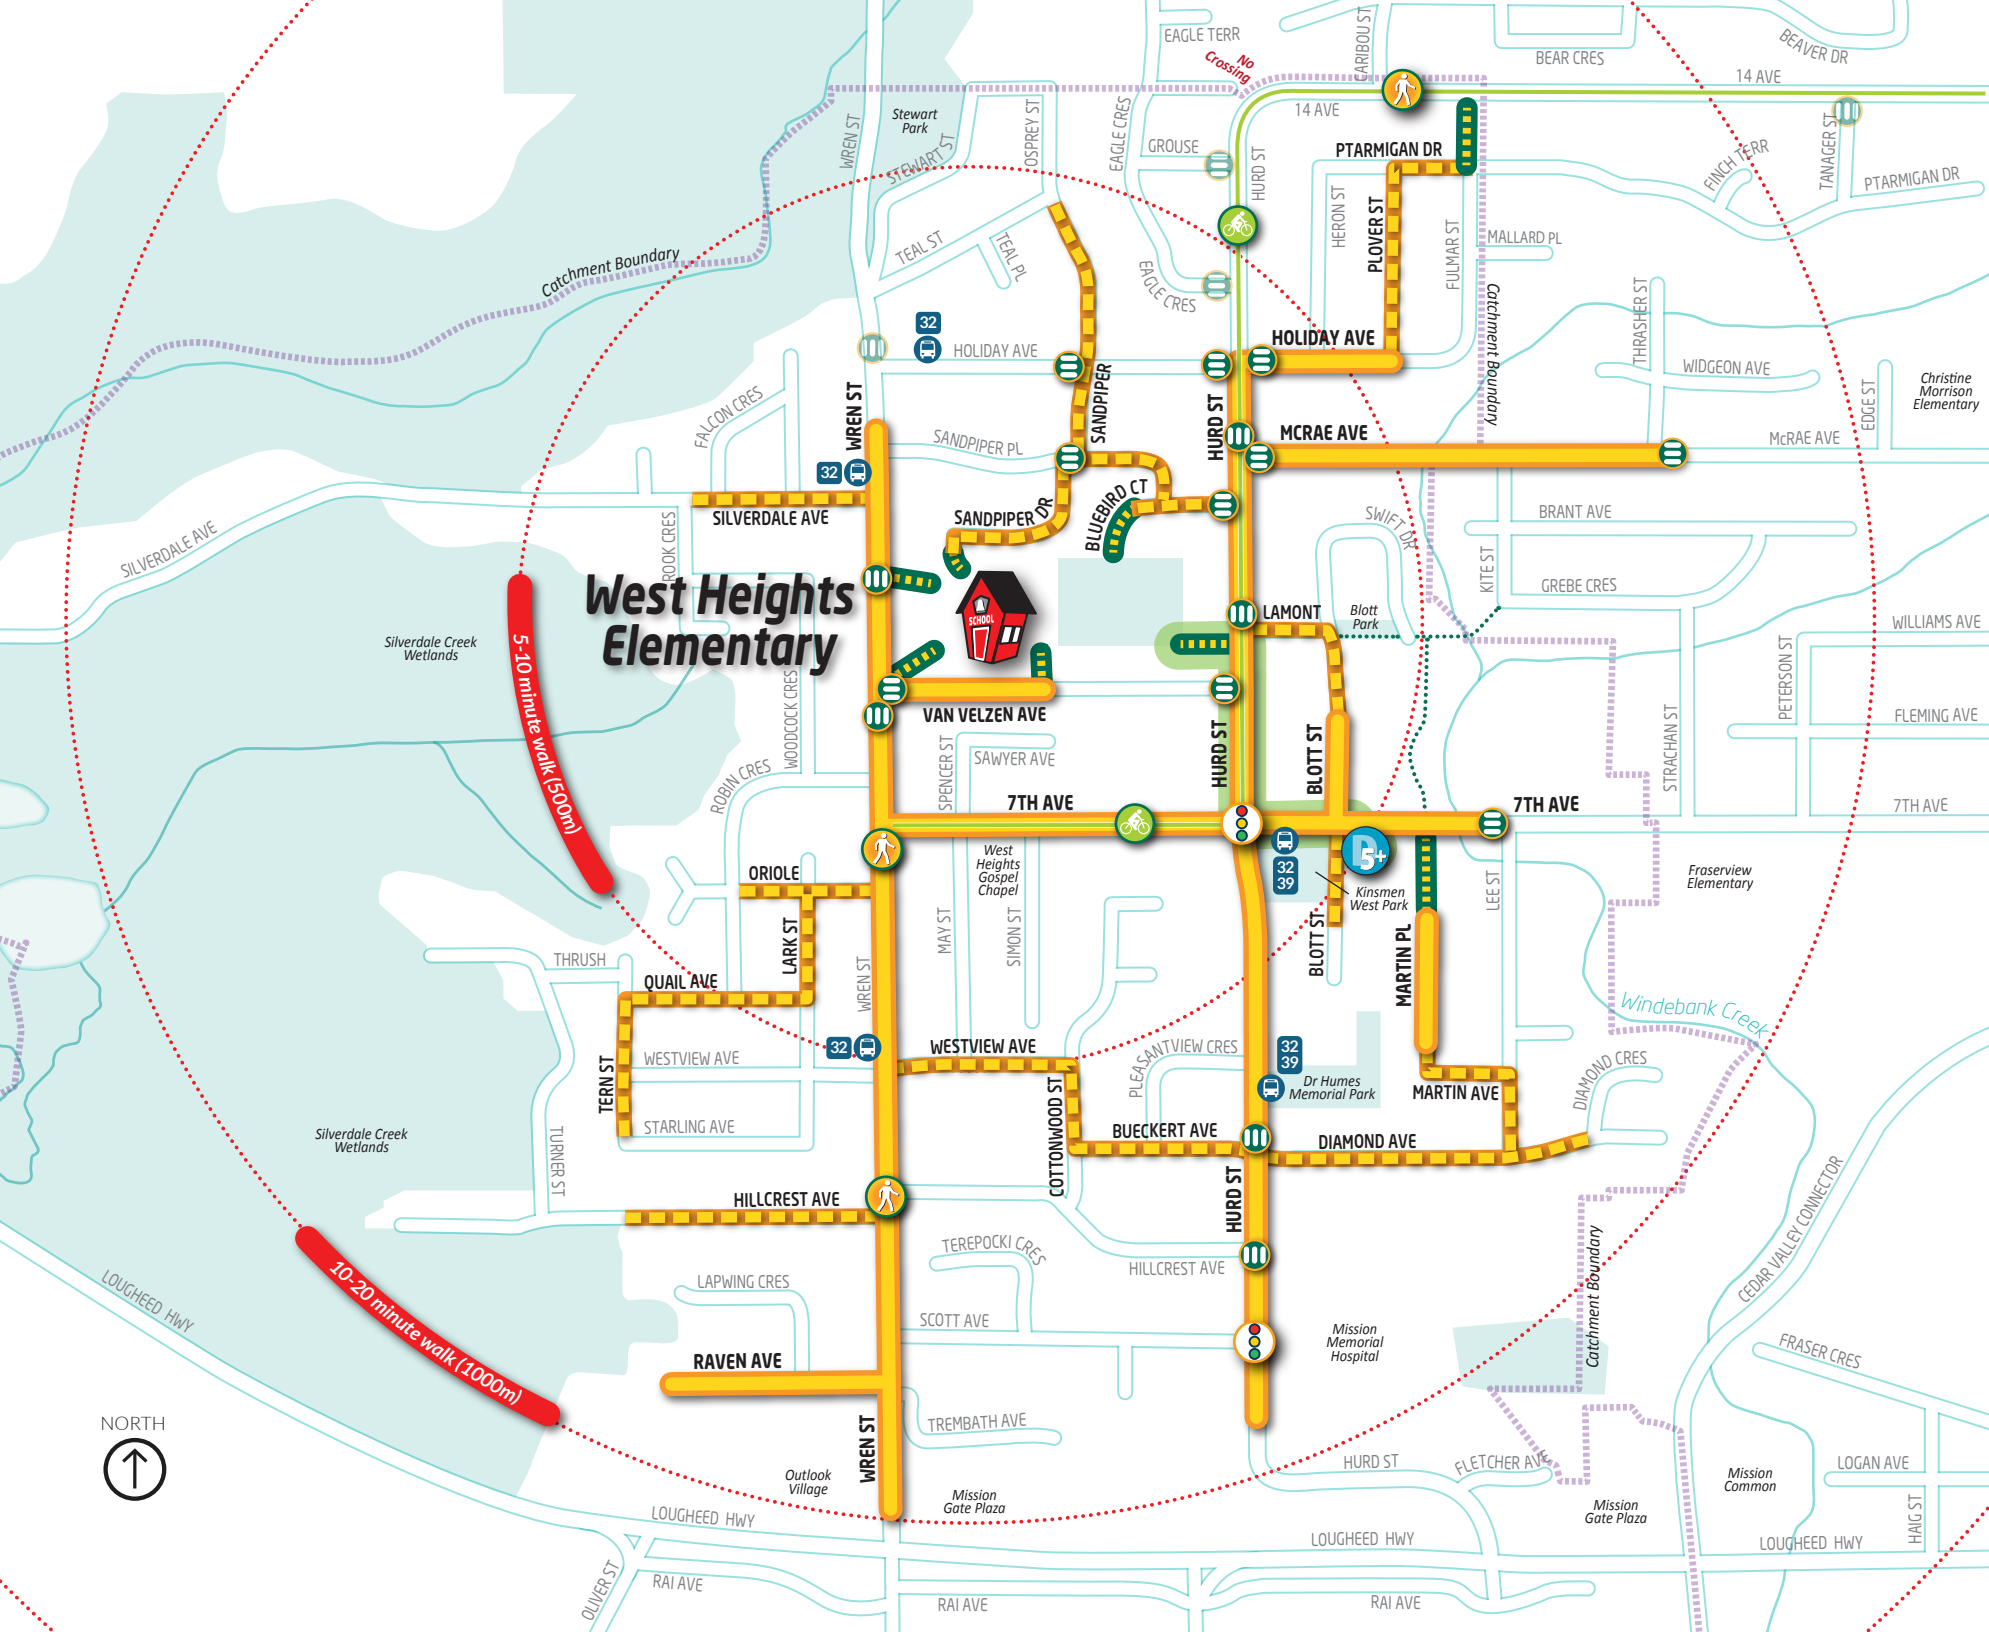 EAGLE TERR
No
Crossing
CARIBOU ST
BEAR CRES
BEAVER DR
14 AVE
14 AVE
Stewart
Park
WREN ST
STEWART ST
OSPREY ST
EAGLE CRES
GROUSE
HURD ST
PTARMIGAN DR
HERON ST
PLOVER ST
FULMAR ST
MALLARD PL
FINCH TERR
TANAGER ST
PTARMIGAN DR
Catchment Boundary
TEAL ST
TEAL PL
EAGLE CRES
Catchment Boundary
THRASHER ST
32
HOLIDAY AVE
HOLIDAY AVE
WIDGEON AVE
EDGE ST
Christine
Morrison
Elementary
FALCON CRES
WREN ST
SANDPIPER
SANDPIPER PL
HURD ST
MCRAE AVE
McRAE AVE
32
SILVERDALE AVE
SILVERDALE AVE
ROOK CRES
SANDPIPER DR
BLUEBIRD CT
SWIFT DR
BRANT AVE
KITE ST
GREBE CRES
West Heights
Elementary
SCHOOL
LAMONT
Blott
Park
WILLIAMS AVE
Silverdale Creek
Wetlands
5-10 minute walk (500m)
WOODCOCK CRES
VAN VELZEN AVE
HURD ST
BLOTT ST
STRACHAN ST
PETERSON ST
FLEMING AVE
ROBIN CRES
SPENCER ST
SAWYER AVE
7TH AVE
7TH AVE
7TH AVE
West
Heights
Gospel
Chapel
32
39
D
5+
Kinsmen
West Park
LEE ST
Fraserview
Elementary
ORIOLE
LARK ST
MAY ST
SIMON ST
BLOTT ST
MARTIN PL
THRUSH
QUAIL AVE
WREN ST
Windebank Creek
32
WESTVIEW AVE
WESTVIEW AVE
TERN ST
COTTONWOOD ST
PLEASANTVIEW CRES
32
39
Dr Humes
Memorial Park
MARTIN AVE
DIAMOND CRES
STARLING AVE
BUECKERT AVE
DIAMOND AVE
Silverdale Creek
Wetlands
TURNER ST
HILLCREST AVE
HURD ST
HILLCREST AVE
TEREPOCKI CRES
LAPWING CRES
SCOTT AVE
CEDAR VALLEY CONNECTOR
Catchment Boundary
LOUGHEED HWY
10-20 minute walk (1000m)
RAVEN AVE
Mission
Memorial
Hospital
FRASER CRES
NORTH
WREN ST
TREMBATH AVE
HURD ST
FLETCHER AVE
LOGAN AVE
Outlook
Village
Mission
Gate Plaza
Mission
Common
Mission
Gate Plaza
HAIG ST
LOUGHEED HWY
LOUGHEED HWY
LOUGHEED HWY
OLIVER ST
RAI AVE
RAI AVE
RAI AVE